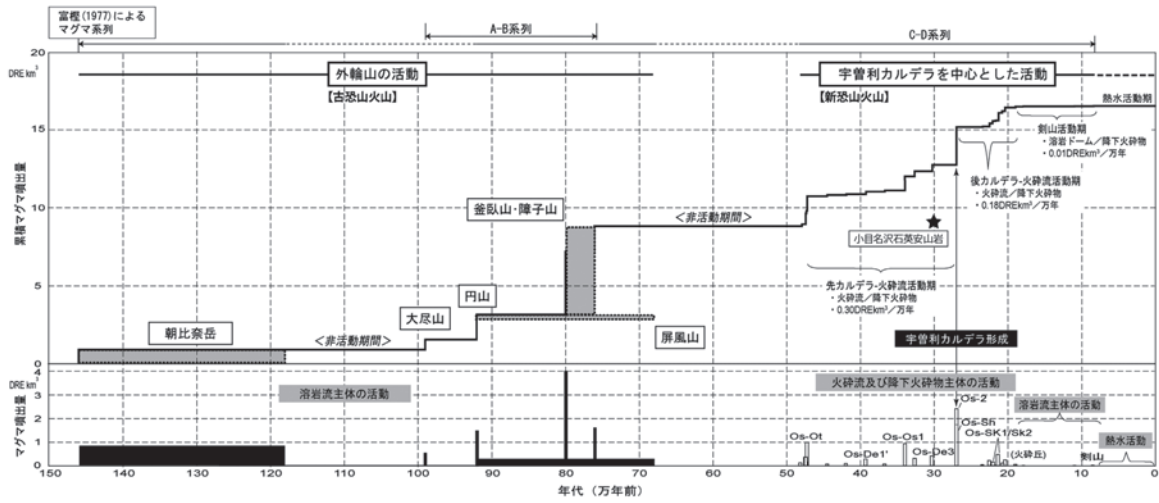 富樫(1977)による
マグマ系列
A-B系列
C-D系列
20
DRE km³
外輪山の活動
【古恐山火山】
宇曽利カルデラを中心とした活動
【新恐山火山】
熱水活動期
15
剣山活動期
・溶岩ドーム/降下火砕物
・0.01DREkm³/万年
後カルデラ-火砕流活動期
・火砕流/降下火砕物
・0.18DREkm³/万年
累積マグマ噴出量
10
釜臥山・障子山
<非活動期間>
★
小目名沢石英安山岩
先カルデラ-火砕流活動期
・火砕流/降下火砕物
・0.30DREkm³/万年
5
円山
大尽山
朝比奈岳
<非活動期間>
屏風山
宇曽利カルデラ形成
0
4
DRE km³
マグマ噴出量
3
2
1
0
溶岩流主体の活動
火砕流及び降下火砕物主体の活動
Os-2
溶岩流主体の活動
Os-Sh
Os-SK1/Sk2
Os-Ot
Os-Os1
熱水活動
Os-De1'
Os-De3
(火砕丘)
剣山
150 140 130 120 110 100 90 80 70 60 50 40 30 20 10 0
年代(万年前)